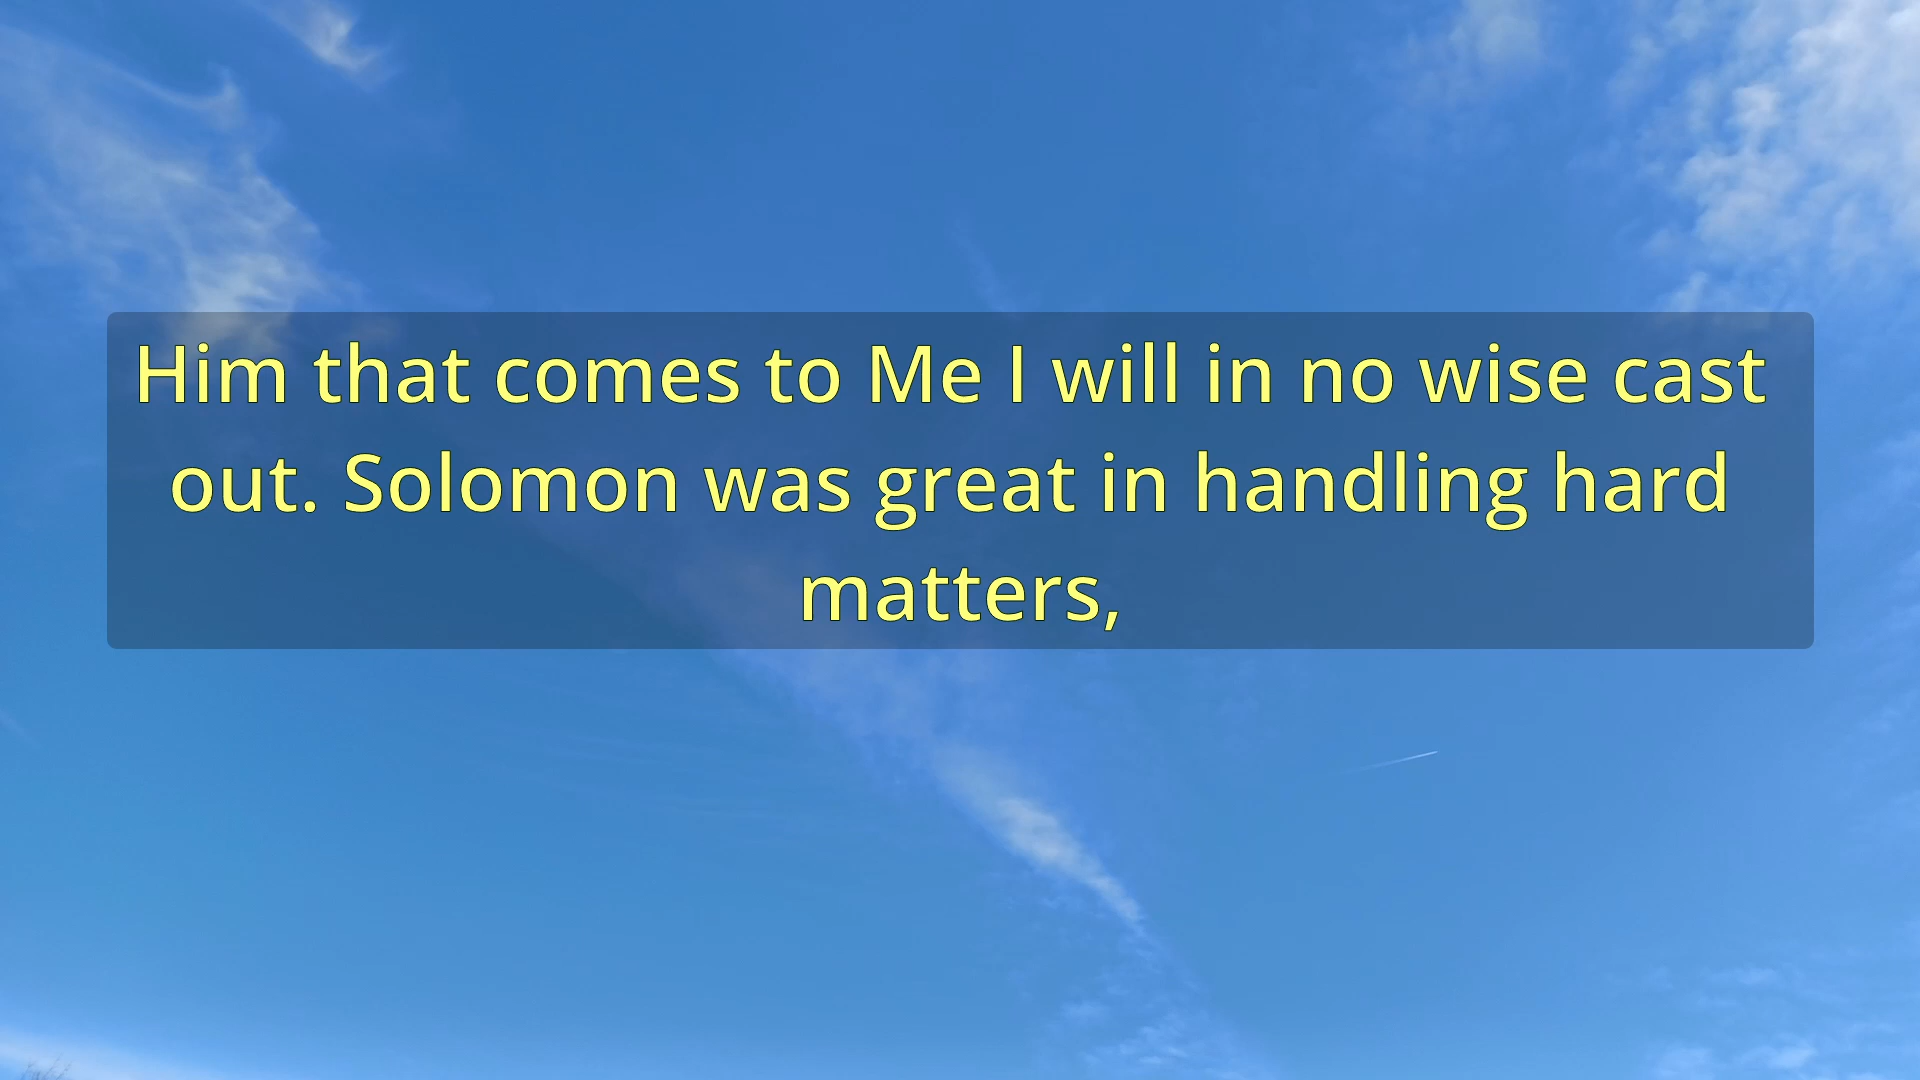 Him that comes to Me I will in no wise cast
out. Solomon was great in handling hard
matters,